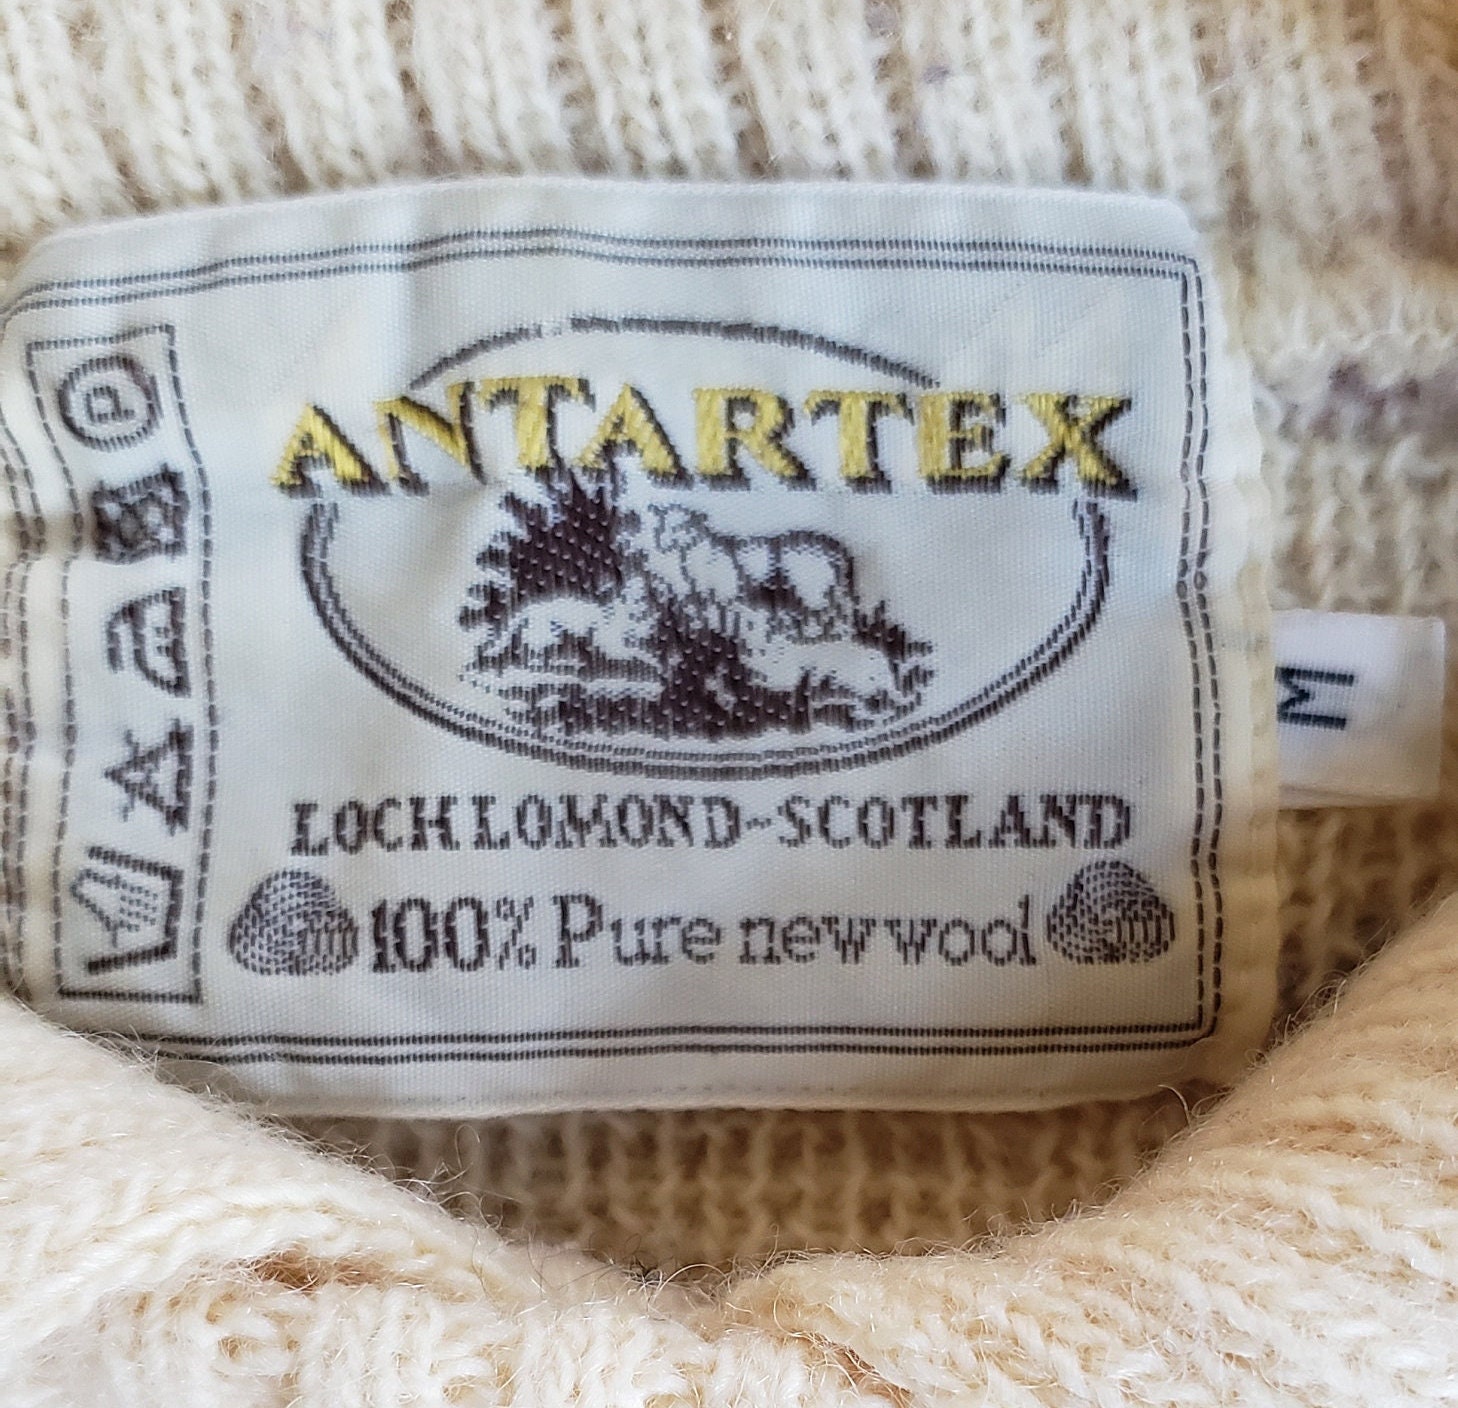 ANTARTEX
LOCH LOMOND~SCOTLAND
100% Pure new wool
M
P